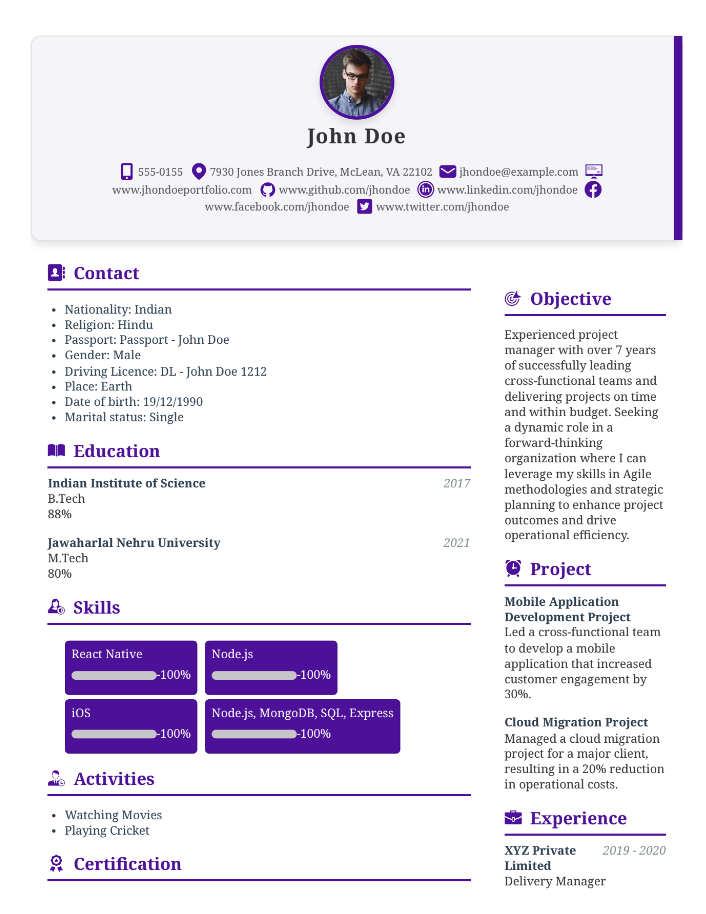 John Doe
555-0155 7930 Jones Branch Drive, McLean, VA 22102 jhondoe@example.com
www.jhondoeportfolio.com www.github.com/jhondoe www.linkedin.com/jhondoe
www.facebook.com/jhondoe www.twitter.com/jhondoe
Contact
• Nationality: Indian
• Religion: Hindu
• Passport: Passport - John Doe
• Gender: Male
• Driving Licence: DL - John Doe 1212
• Place: Earth
• Date of birth: 19/12/1990
• Marital status: Single
Education
Indian Institute of Science 2017
B.Tech
88%
Jawaharlal Nehru University 2021
M.Tech
80%
Skills
React Native
-100%
Node.js
-100%
iOS
-100%
Node.js, MongoDB, SQL, Express
-100%
Activities
• Watching Movies
• Playing Cricket
Certification
Objective
Experienced project
manager with over 7 years
of successfully leading
cross-functional teams and
delivering projects on time
and within budget. Seeking
a dynamic role in a
forward-thinking
organization where I can
leverage my skills in Agile
methodologies and strategic
planning to enhance project
outcomes and drive
operational efficiency.
Project
Mobile Application
Development Project
Led a cross-functional team
to develop a mobile
application that increased
customer engagement by
30%.
Cloud Migration Project
Managed a cloud migration
project for a major client,
resulting in a 20% reduction
in operational costs.
Experience
XYZ Private 2019 - 2020
Limited
Delivery Manager